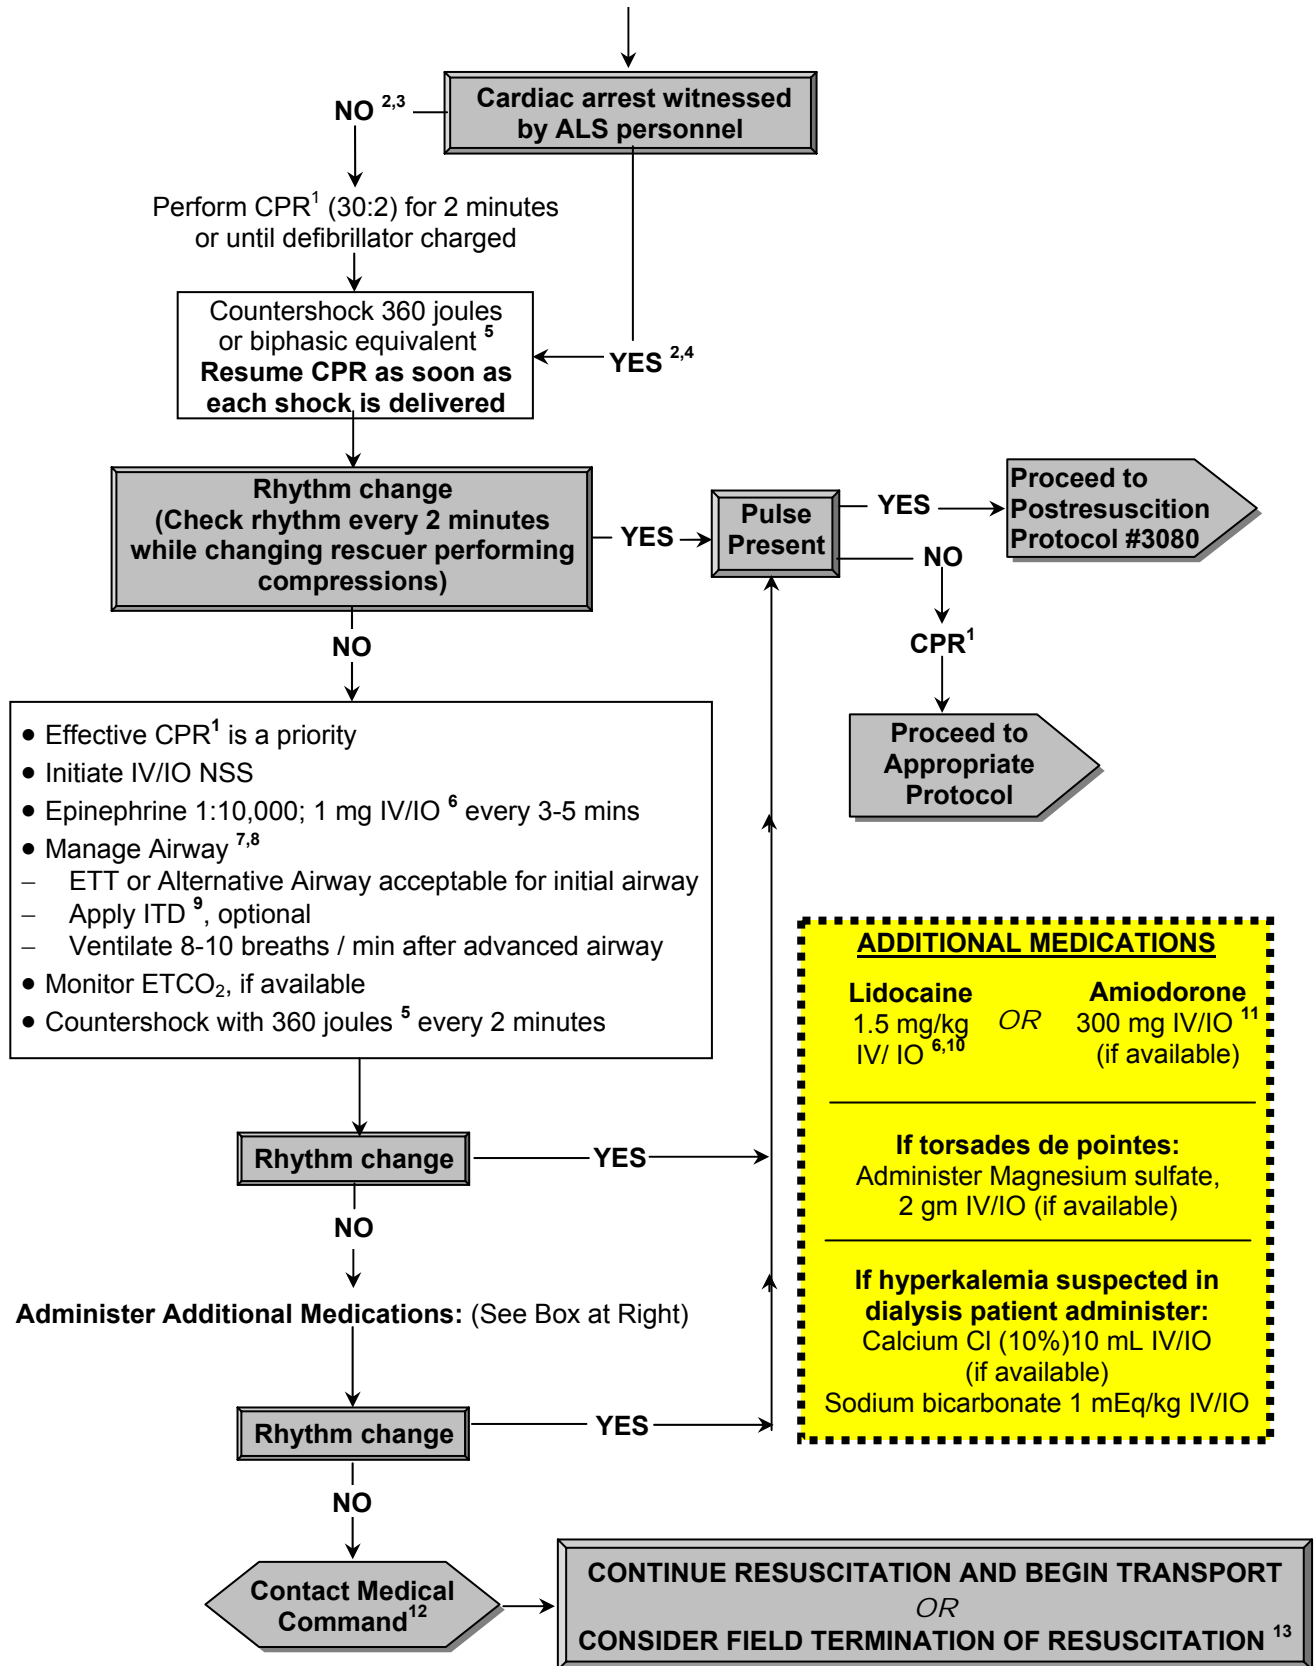 Cardiac arrest witnessed
by ALS personnel
NO 2,3
Perform CPR1 (30:2) for 2 minutes
or until defibrillator charged
Countershock 360 joules
or biphasic equivalent 5
Resume CPR as soon as
each shock is delivered
YES 2,4
Rhythm change
(Check rhythm every 2 minutes
while changing rescuer performing
compressions)
YES
Pulse
Present
YES
Proceed to
Postresuscition
Protocol #3080
NO
CPR1
Proceed to
Appropriate
Protocol
NO
• Effective CPR1 is a priority
• Initiate IV/IO NSS
• Epinephrine 1:10,000; 1 mg IV/IO 6 every 3-5 mins
• Manage Airway 7,8
– ETT or Alternative Airway acceptable for initial airway
– Apply ITD 9, optional
– Ventilate 8-10 breaths / min after advanced airway
• Monitor ETCO2, if available
• Countershock with 360 joules 5 every 2 minutes
Rhythm change
YES
NO
Administer Additional Medications: (See Box at Right)
Rhythm change
YES
NO
Contact Medical
Command12
ADDITIONAL MEDICATIONS
Lidocaine
1.5 mg/kg
IV/ IO 6,10
OR
Amiodorone
300 mg IV/IO 11
(if available)
If torsades de pointes:
Administer Magnesium sulfate,
2 gm IV/IO (if available)
If hyperkalemia suspected in
dialysis patient administer:
Calcium Cl (10%)10 mL IV/IO
(if available)
Sodium bicarbonate 1 mEq/kg IV/IO
CONTINUE RESUSCITATION AND BEGIN TRANSPORT
OR
CONSIDER FIELD TERMINATION OF RESUSCITATION 13